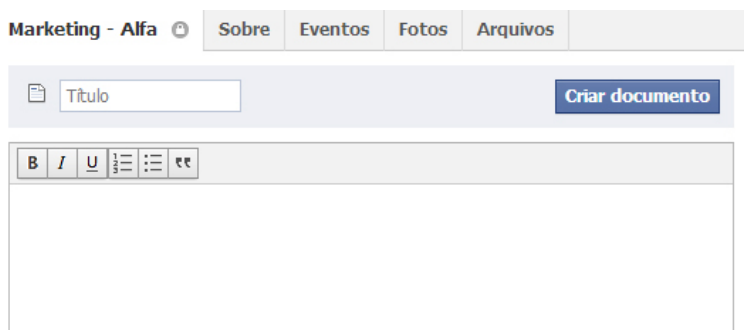 Marketing - Alfa Sobre Eventos Fotos Arquivos
Título Criar documento
B I U